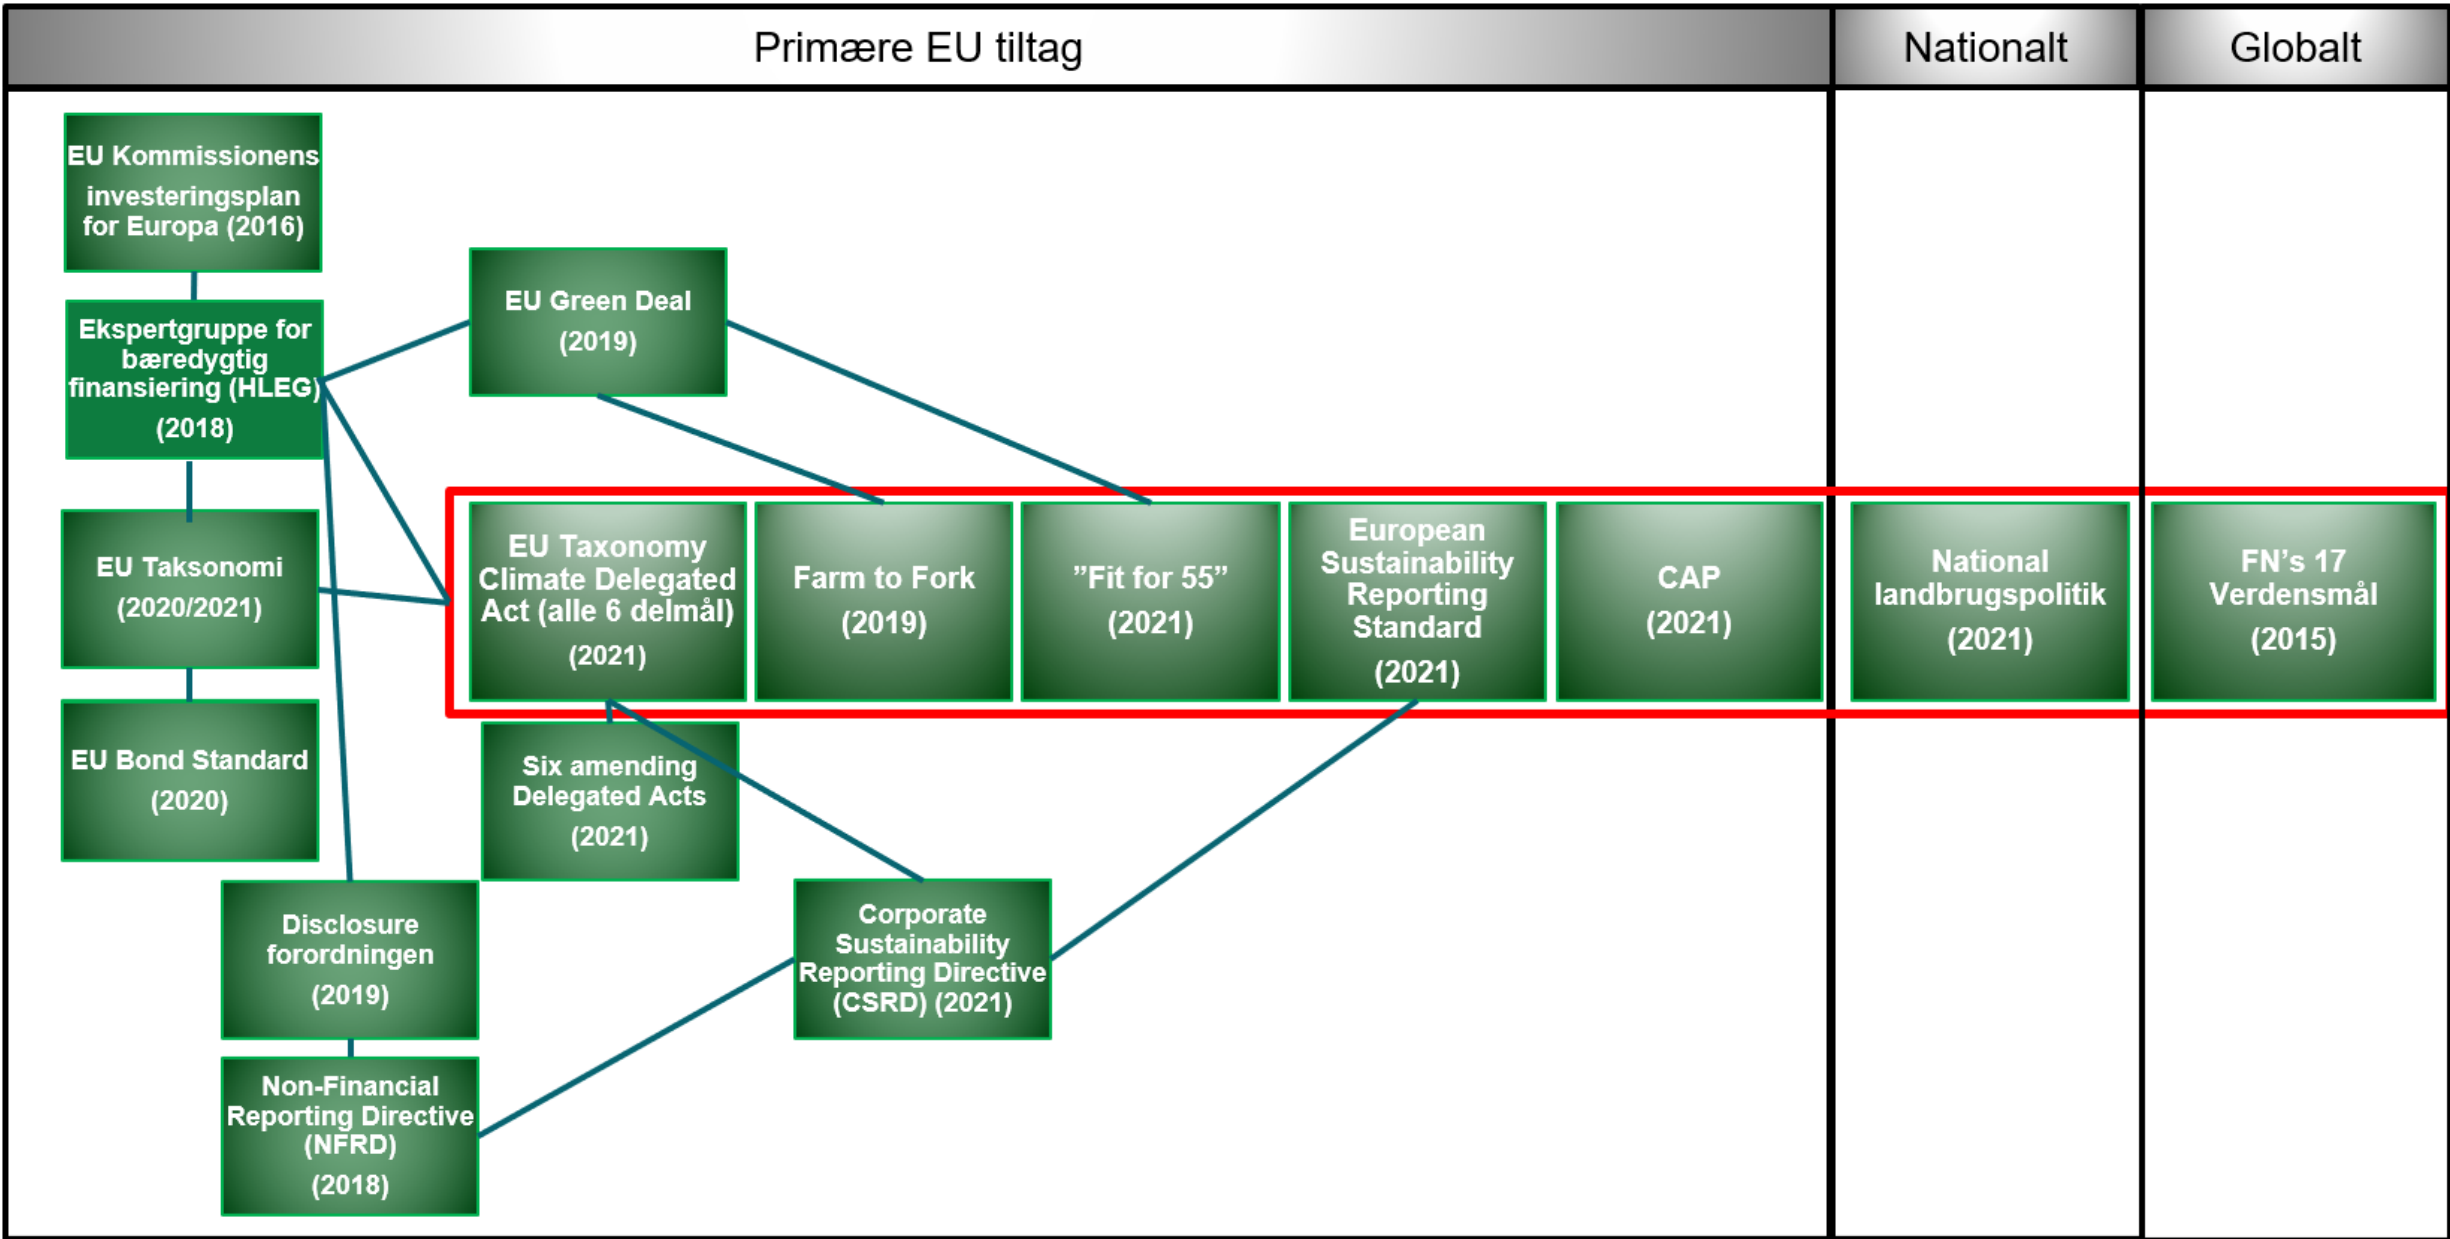 Primære EU tiltag
Nationalt
Globalt
EU Kommissionens
investeringsplan
for Europa (2016)
Ekspertgruppe for
bæredygtig
finansiering (HLEG)
(2018)
EU Green Deal
(2019)
EU Taksonomi
(2020/2021)
EU Bond Standard
(2020)
EU Taxonomy
Climate Delegated
Act (alle 6 delmål)
(2021)
Farm to Fork
(2019)
”Fit for 55”
(2021)
European
Sustainability
Reporting
Standard
(2021)
CAP
(2021)
National
landbrugspolitik
(2021)
FN’s 17
Verdensmål
(2015)
Six amending
Delegated Acts
(2021)
Disclosure
forordningen
(2019)
Corporate
Sustainability
Reporting Directive
(CSRD) (2021)
Non-Financial
Reporting Directive
(NFRD)
(2018)